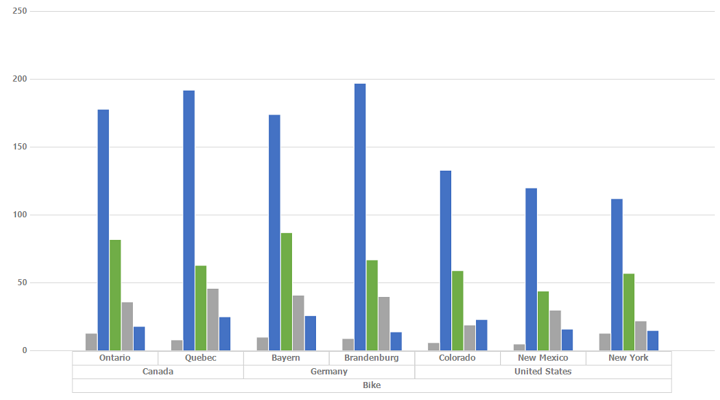 250
200
150
100
50
0
Ontario Quebec Bayern Brandenburg Colorado New Mexico New York
Canada Germany United States
Bike